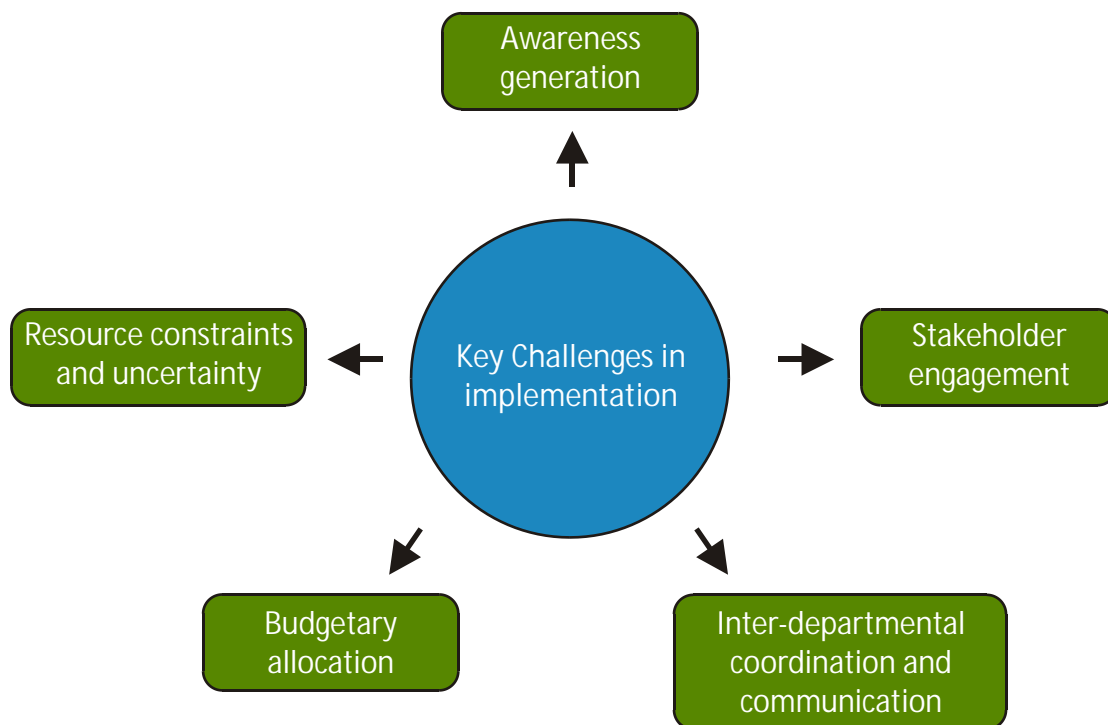 Awareness
generation
Resource constraints
and uncertainty
Key Challenges in
implementation
Stakeholder
engagement
Budgetary
allocation
Inter-departmental
coordination and
communication